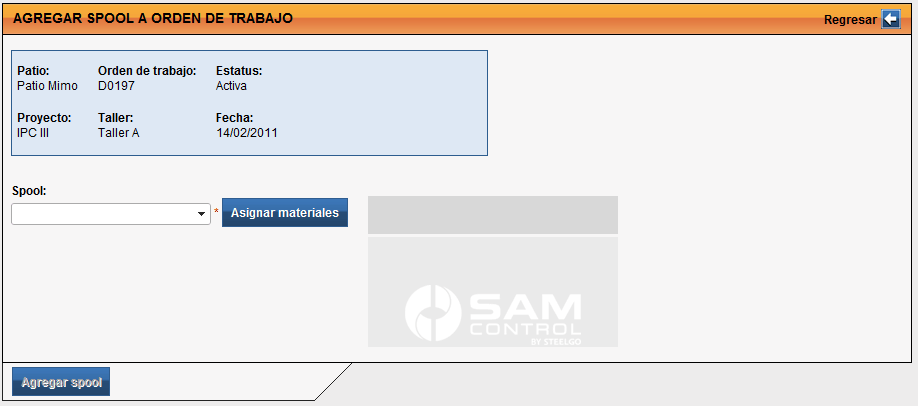 AGREGAR SPOOL A ORDEN DE TRABAJO Regresar
Patio: Orden de trabajo: Estatus:
Patio Mimo D0197 Activa
Proyecto: Taller: Fecha:
IPC III Taller A 14/02/2011
Spool:
* Asignar materiales
SAM
CONTROL
BY STEELGO
Agregar spool